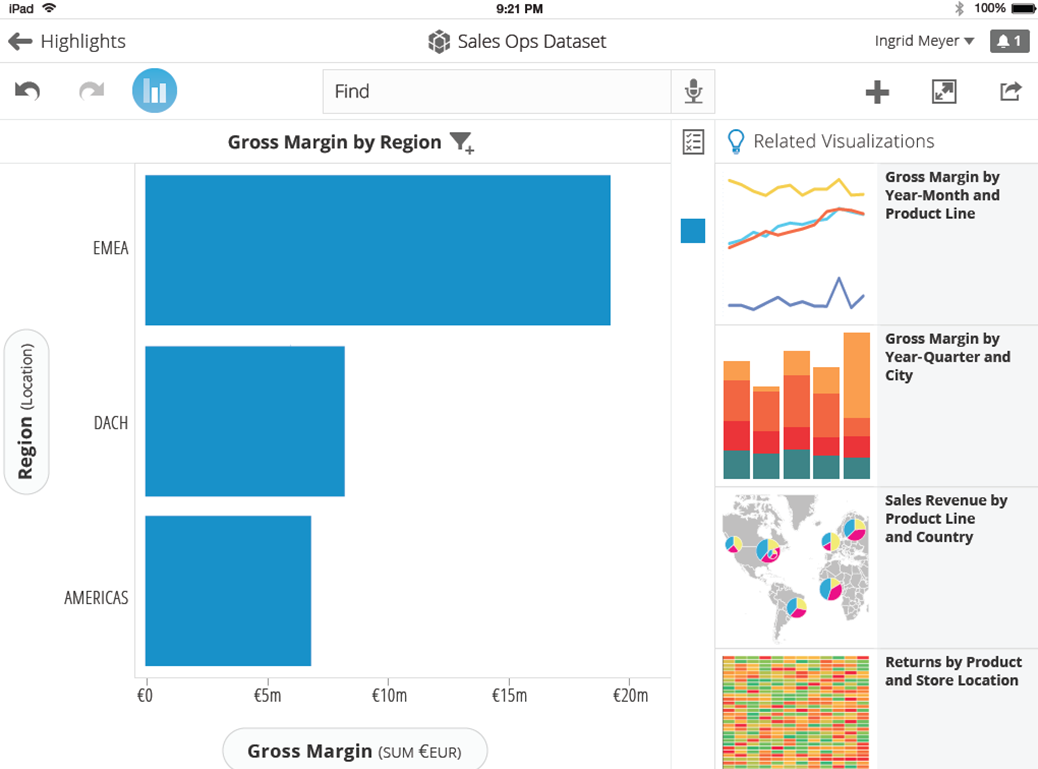 iPad 9:21 PM 100%
Highlights Sales Ops Dataset Ingrid Meyer 1
Find
Gross Margin by Region
Related Visualizations
EMEA
DACH
AMERICAS
Region (Location)
€0 €5m €10m €15m €20m
Gross Margin (SUM €EUR)
Gross Margin by
Year-Month and
Product Line
Gross Margin by
Year-Quarter and
City
Sales Revenue by
Product Line
and Country
Returns by Product
and Store Location